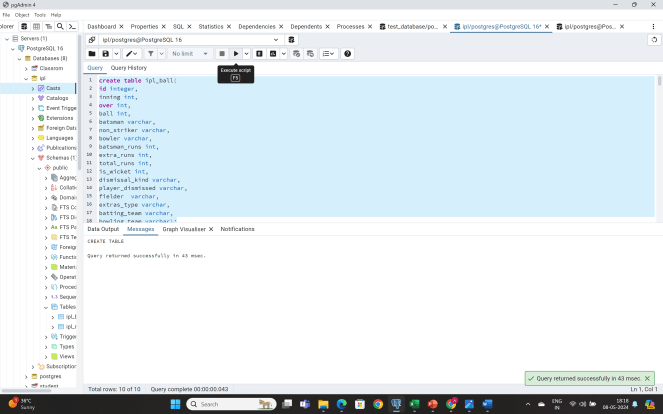 pgAdmin 4
File Object Tools Help
Dashboard Properties SQL Statistics Dependencies Dependents Processes test_database/po... ipl/postgres@PostgreSQL 16* ipl/postgres@Pos...
ipl/postgres@PostgreSQL 16
No limit
Query Query History
Execute script
F5
Servers (1)
PostgreSQL 16
Databases (8)
Classroom
ipl
Casts
Catalogs
Event Trigge
Extensions
Foreign Data
Languages
Publications
Schemas (1)
public
Aggreg
Collati
Domai
FTS Co
FTS Di
FTS Pa
FTS Te
Foreig
Functi
Materi
Operat
Proced
1..3 Sequer
Tables
ipl_l
ipl_r
Trigge
Types
Views
Subscription
postgres
student
1 create table ipl_ball(
2 id integer,
3 inning int,
4 over int,
5 ball int,
6 batsman varchar,
7 non_striker varchar,
8 bowler varchar,
9 batsman_runs int,
10 extra_runs int,
11 total_runs int,
12 is_wicket int,
13 dismissal_kind varchar,
14 player_dismissed varchar,
15 fielder varchar,
16 extras_type varchar,
17 batting_team varchar,
18 bowling_team varchar);
Data Output Messages Graph Visualiser Notifications
CREATE TABLE
Query returned successfully in 43 msec.
Query returned successfully in 43 msec.
Total rows: 10 of 10 Query complete 00:00:00.043 Ln 1, Col 1
36°C
Sunny
Search
ENG
IN
18:18
08-05-2024